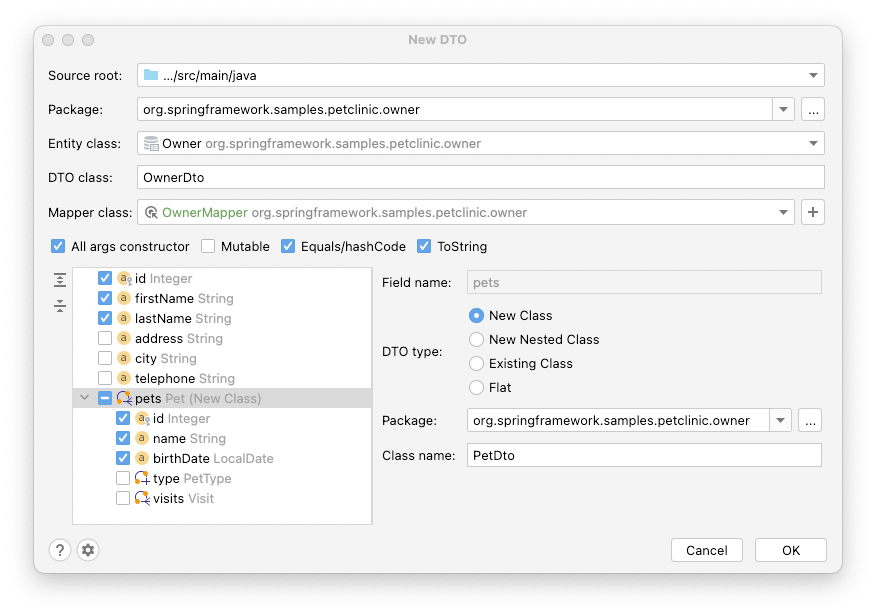 New DTO
Source root: .../src/main/java
Package: org.springframework.samples.petclinic.owner ...
Entity class: Owner org.springframework.samples.petclinic.owner
DTO class: OwnerDto
Mapper class: OwnerMapper org.springframework.samples.petclinic.owner +
All args constructor Mutable Equals/hashCode ToString
a id Integer
a firstName String
a lastName String
a address String
a city String
a telephone String
pets Pet (New Class)
a id Integer
a name String
a birthDate LocalDate
type PetType
visits Visit
Field name: pets
DTO type:
New Class
New Nested Class
Existing Class
Flat
Package: org.springframework.samples.petclinic.owner ...
Class name: PetDto
? Cancel OK